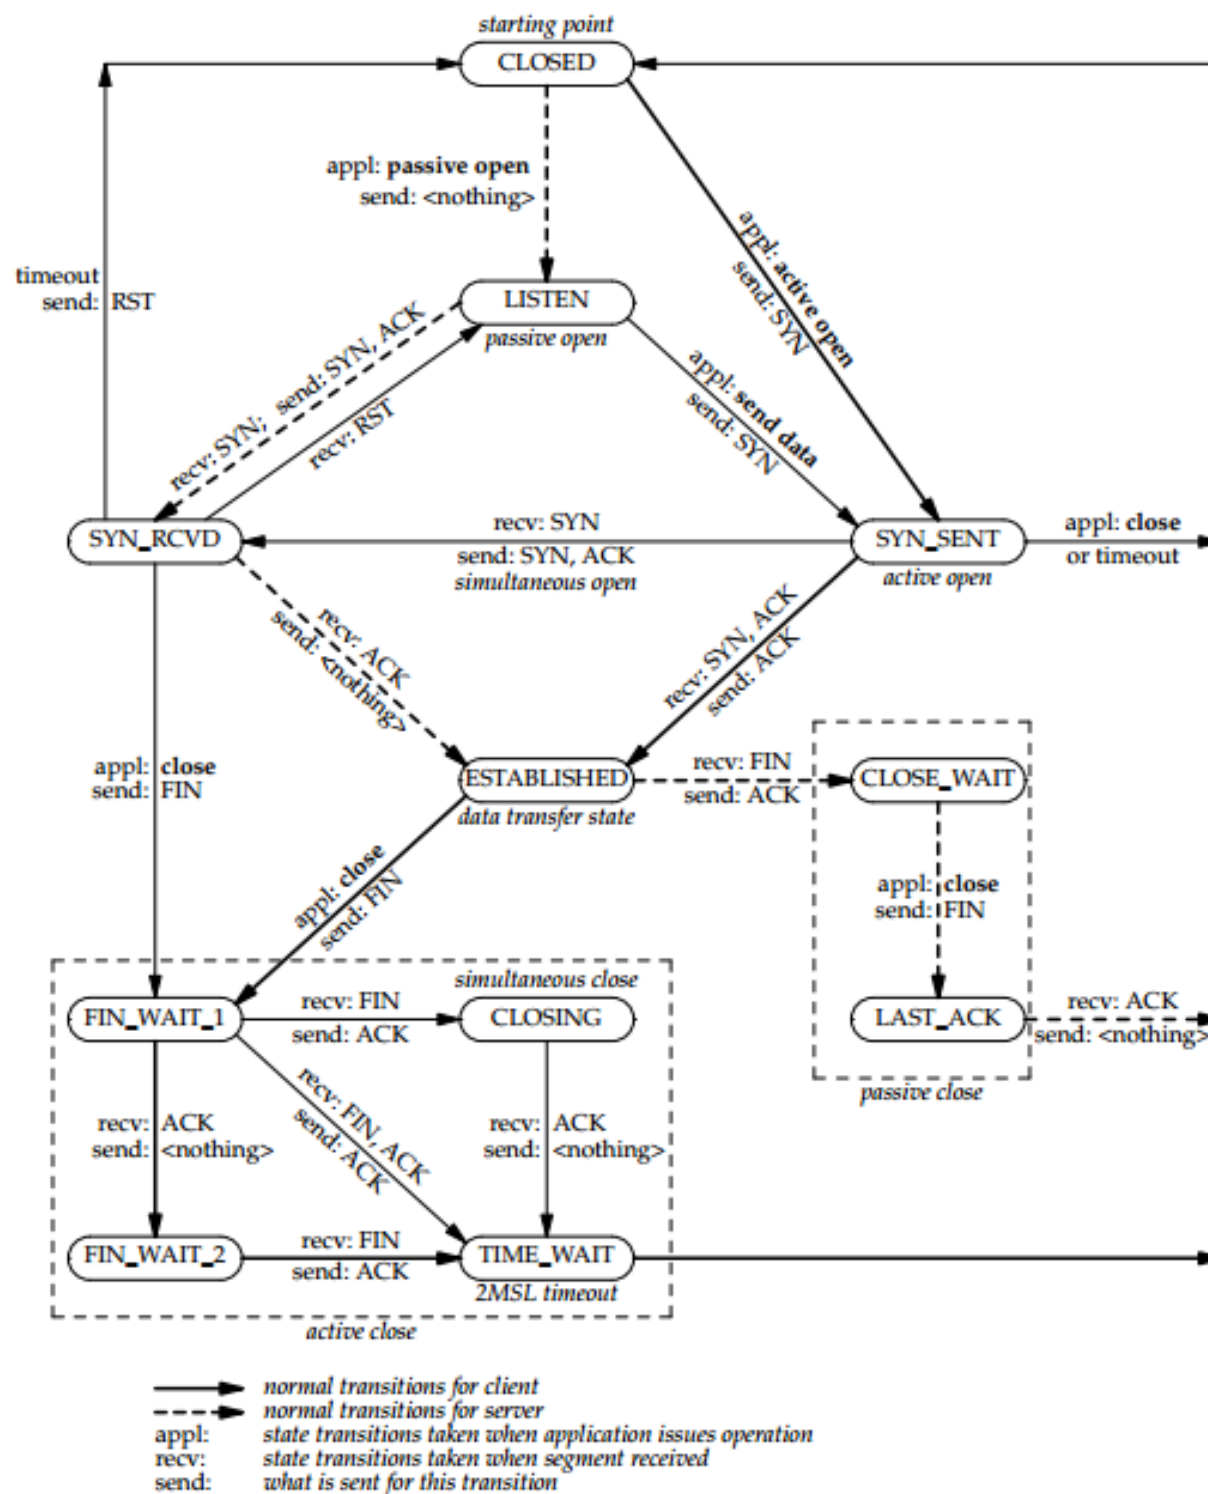 starting point
CLOSED
appl: passive open
send: <nothing>
appl: active open
send: SYN
timeout
send: RST
LISTEN
passive open
recv: SYN; send: SYN, ACK
recv: RST
appl: send data
send: SYN
SYN_RCVD
recv: SYN
send: SYN, ACK
simultaneous open
SYN_SENT
active open
appl: close
or timeout
recv: ACK
send: <nothing>
recv: SYN, ACK
send: ACK
appl: close
send: FIN
ESTABLISHED
data transfer state
recv: FIN
send: ACK
CLOSE_WAIT
appl: close
send: FIN
appl: close
send: FIN
simultaneous close
FIN_WAIT_1
recv: FIN
send: ACK
CLOSING
LAST_ACK
recv: ACK
send: <nothing>
passive close
recv: ACK
send: <nothing>
recv: FIN, ACK
send: ACK
recv: ACK
send: <nothing>
FIN_WAIT_2
recv: FIN
send: ACK
TIME_WAIT
2MSL timeout
active close
normal transitions for client
normal transitions for server
appl: state transitions taken when application issues operation
recv: state transitions taken when segment received
send: what is sent for this transition